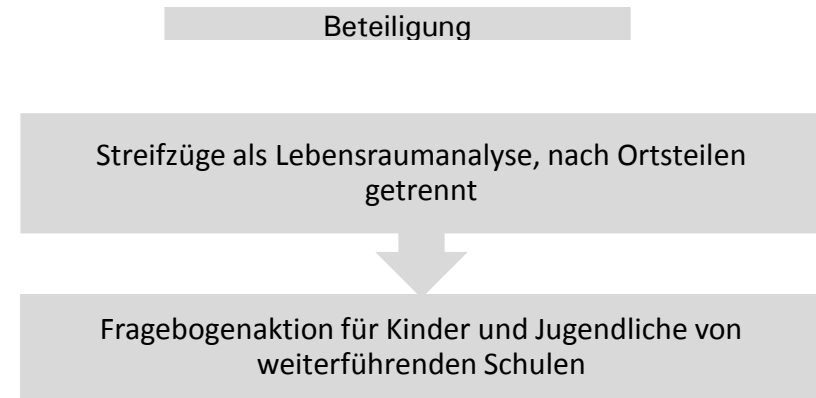 Beteiligung
Streifzüge als Lebensraumanalyse, nach Ortsteilen
getrennt
Fragebogenaktion für Kinder und Jugendliche von
weiterführenden Schulen